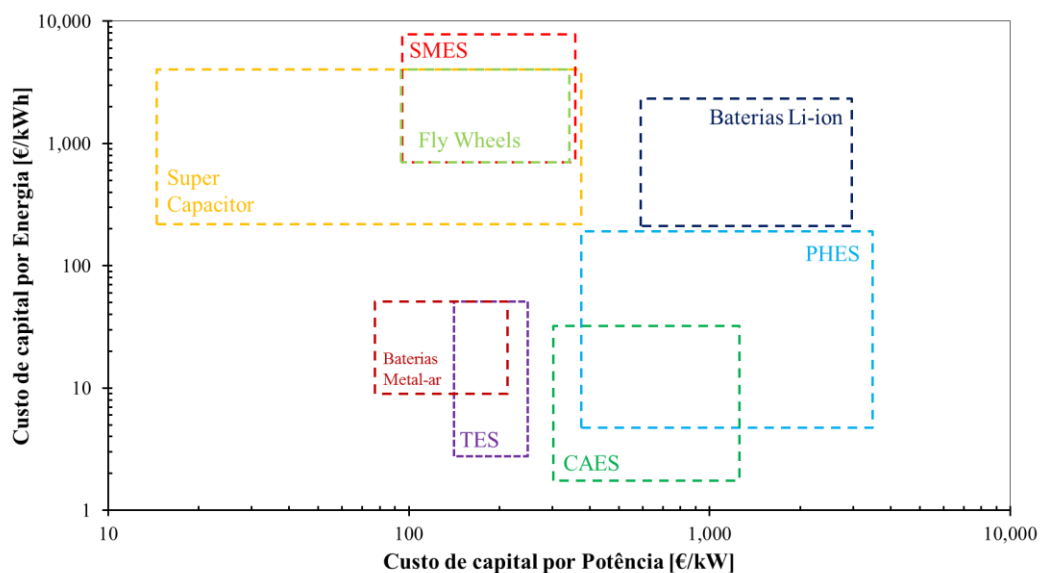 10,000
1,000
100
10
1
Custo de capital por Energia [€/kWh]
SMES
Fly Wheels
Super
Capacitor
Baterias Li-ion
PHES
Baterias
Metal-ar
TES
CAES
10
100
1,000
10,000
Custo de capital por Potência [€/kW]